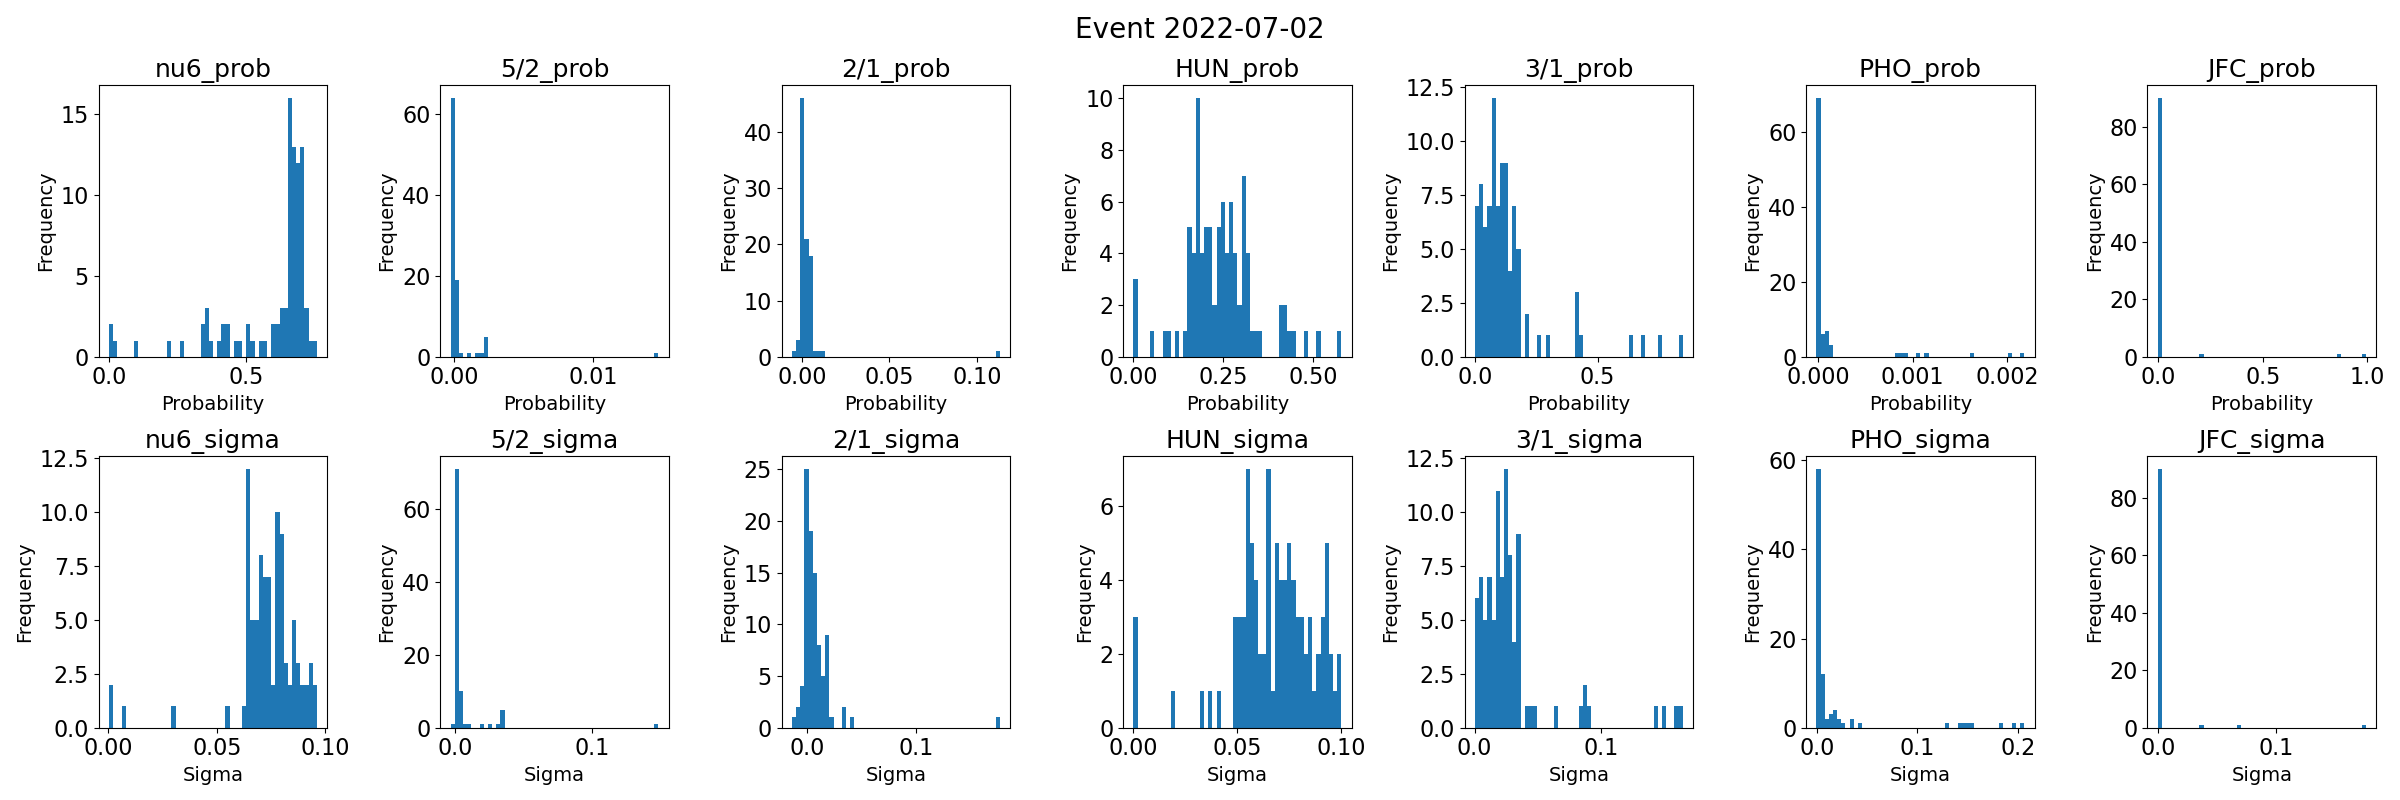 Event 2022-07-02
nu6_prob 5/2_prob 2/1_prob HUN_prob 3/1_prob PHO_prob JFC_prob
15 10 5 0
Frequency
0.0 0.5
Probability
60 40 20 0
Frequency
0.00 0.01
Probability
40 30 20 10 0
Frequency
0.00 0.05 0.10
Probability
10 8 6 4 2 0
Frequency
0.00 0.25 0.50
Probability
12.5 10.0 7.5 5.0 2.5 0.0
Frequency
0.0 0.5
Probability
60 40 20 0
Frequency
0.000 0.001 0.002
Probability
80 60 40 20 0
Frequency
0.0 0.5 1.0
Probability
nu6_sigma 5/2_sigma 2/1_sigma HUN_sigma 3/1_sigma PHO_sigma JFC_sigma
12.5 10.0 7.5 5.0 2.5 0.0
Frequency
0.00 0.05 0.10
Sigma
60 40 20 0
Frequency
0.0 0.1
Sigma
25 20 15 10 5 0
Frequency
0.0 0.1
Sigma
6 4 2 0
Frequency
0.00 0.05 0.10
Sigma
12.5 10.0 7.5 5.0 2.5 0.0
Frequency
0.0 0.1
Sigma
60 40 20 0
Frequency
0.0 0.1 0.2
Sigma
80 60 40 20 0
Frequency
0.0 0.1
Sigma